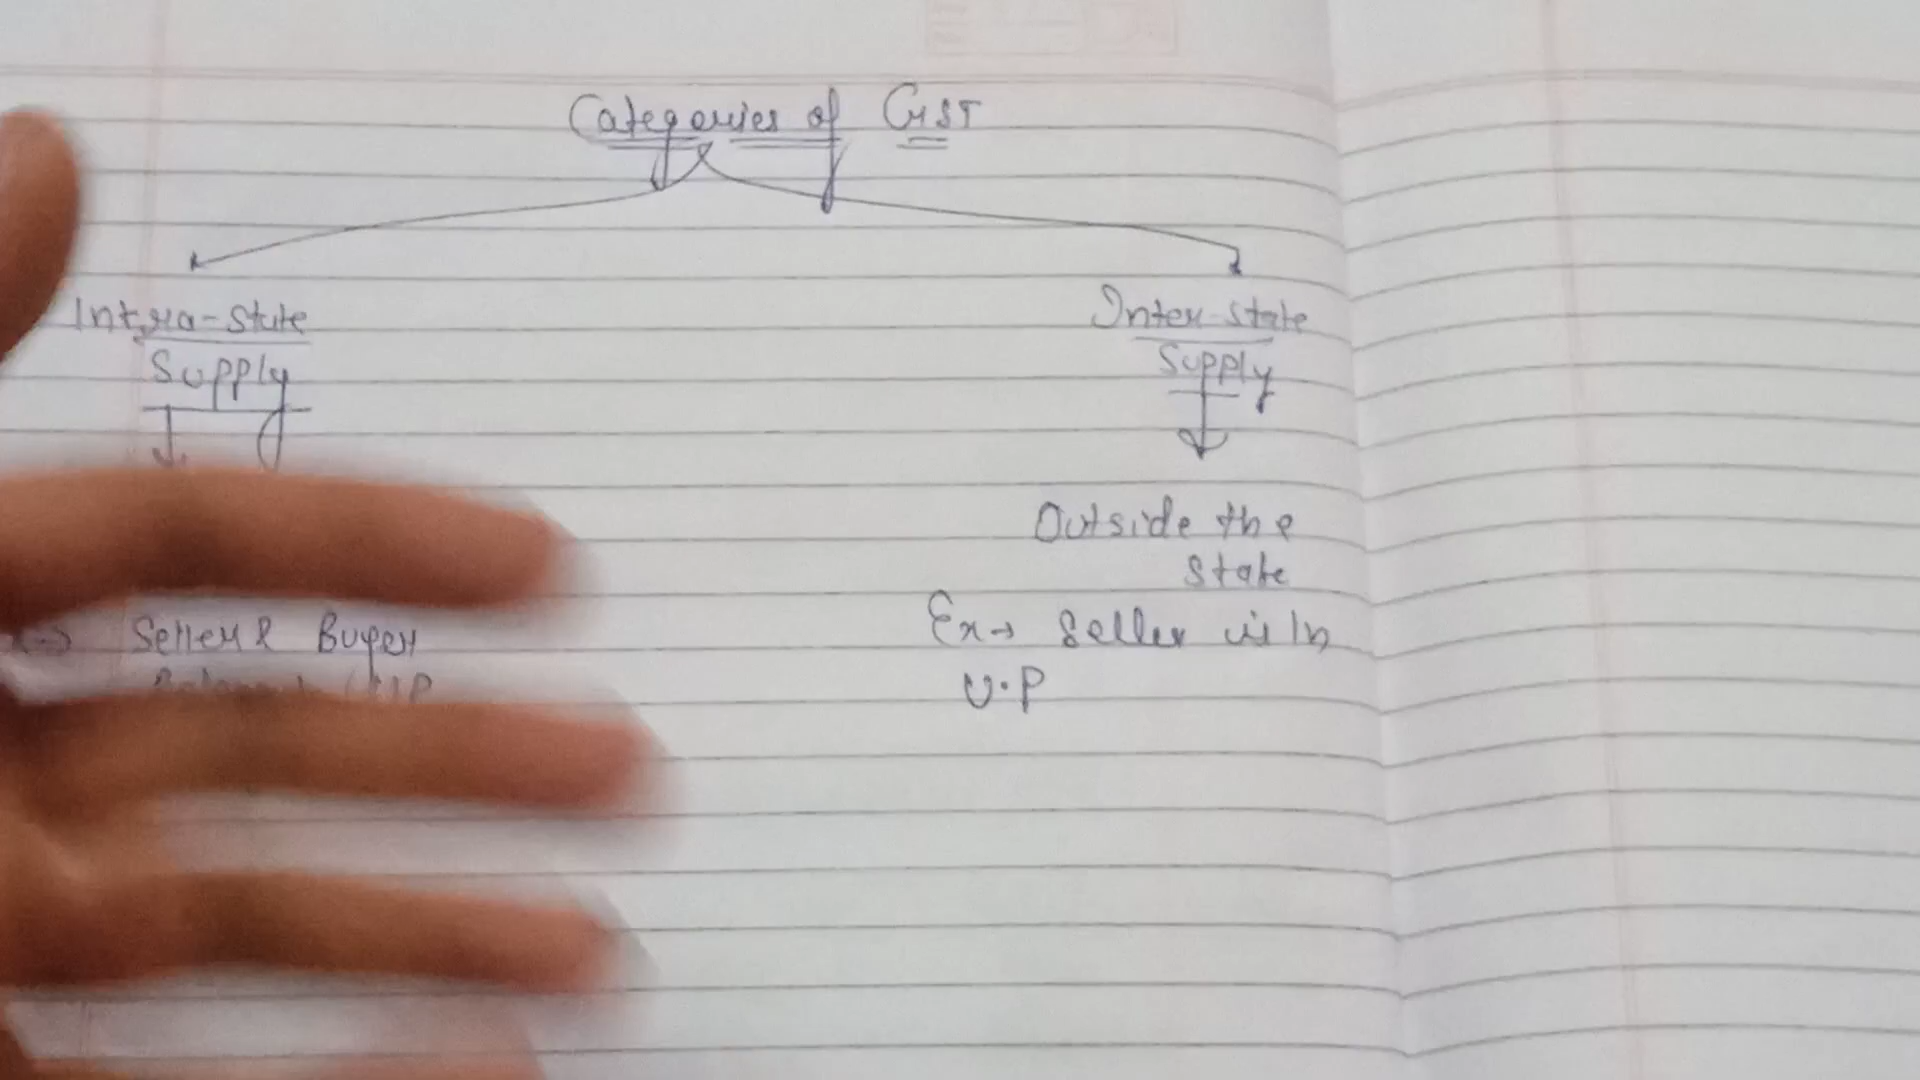 Categories of GST
Intra-State
Supply
Inter-state
Supply
Outside the
state
Ex→ Seller is In
U.P
Seller & Buyer